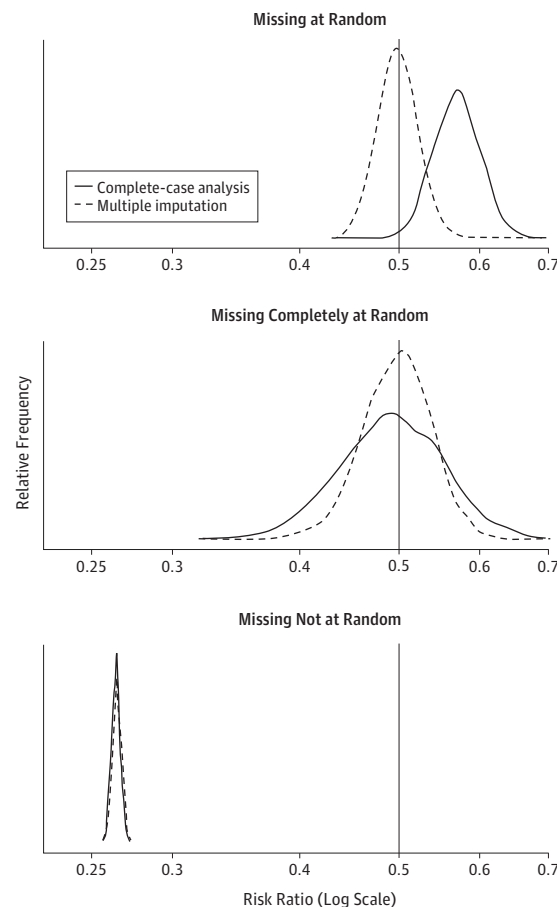 Missing at Random
Complete-case analysis
Multiple imputation
0.25 0.3 0.4 0.5 0.6 0.7
Missing Completely at Random
Relative Frequency
0.25 0.3 0.4 0.5 0.6 0.7
Missing Not at Random
0.25 0.3 0.4 0.5 0.6 0.7
Risk Ratio (Log Scale)